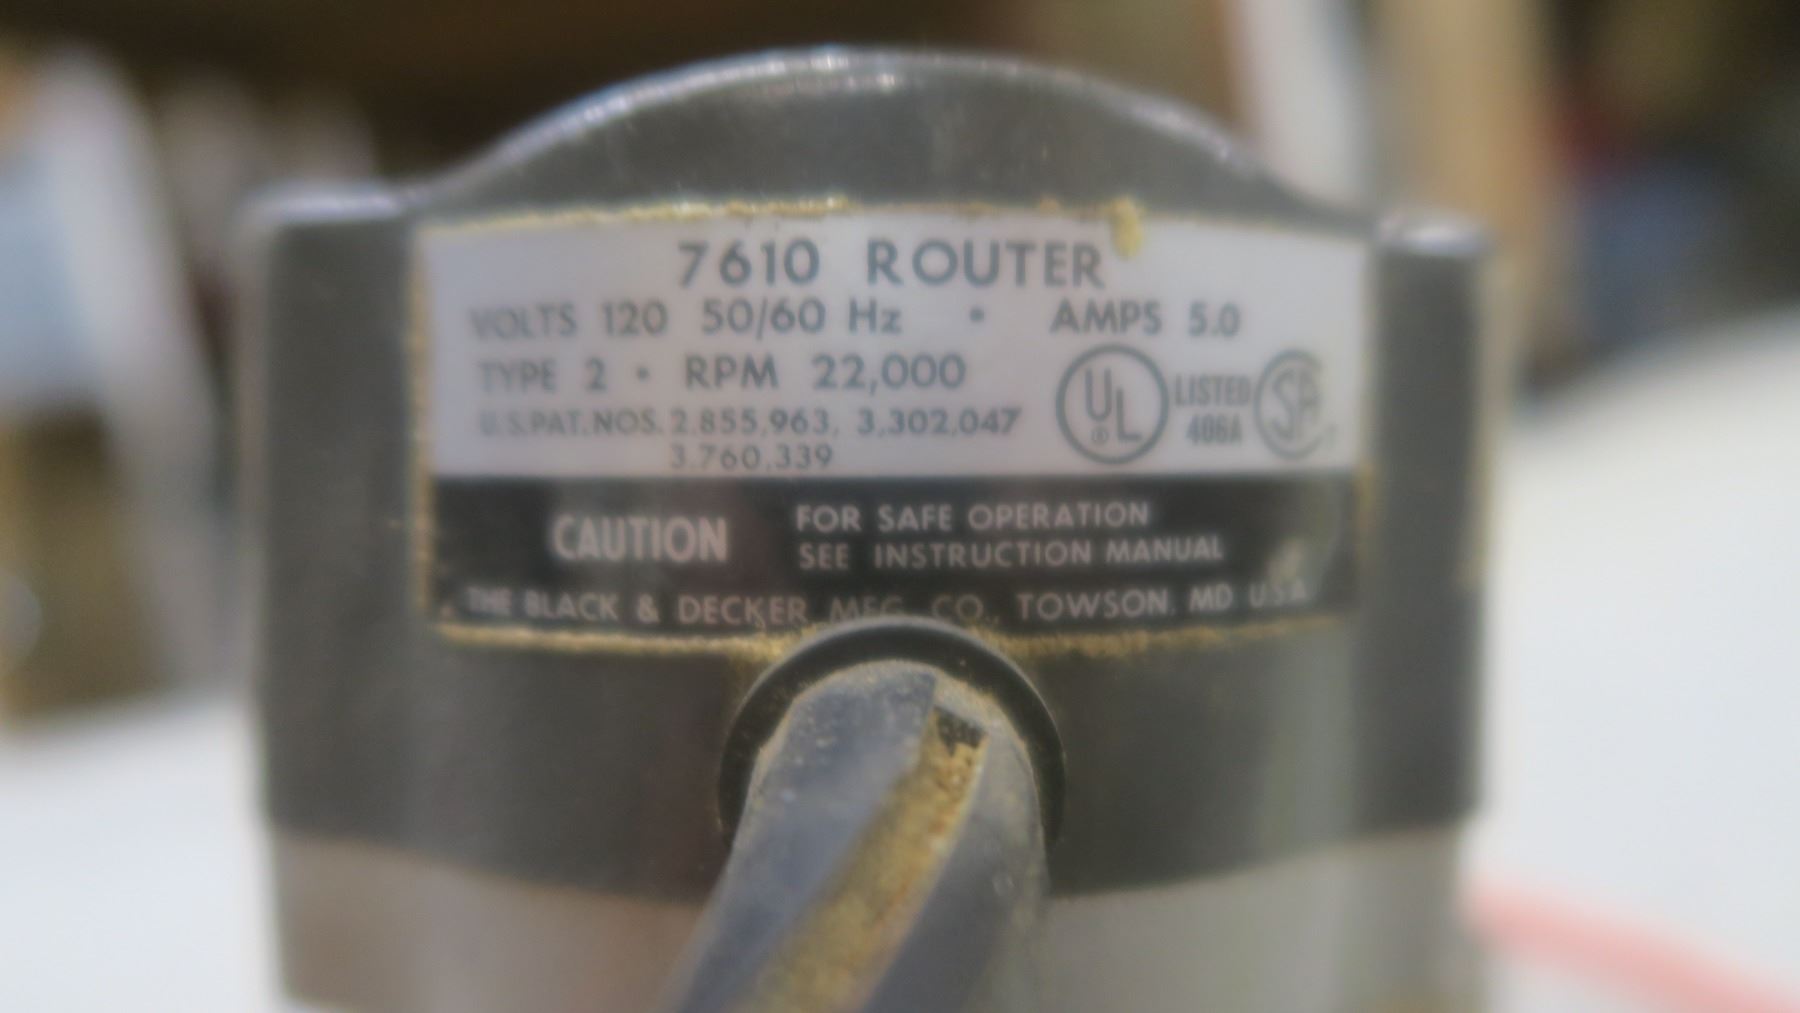 7610 ROUTER
VOLTS 120 50/60 Hz • AMPS 5.0
TYPE 2 • RPM 22,000
U.S.PAT.NOS. 2,855,963, 3,302,047
3,760,339
UL LISTED 406A SA
CAUTION FOR SAFE OPERATION
SEE INSTRUCTION MANUAL
THE BLACK & DECKER MFG. CO., TOWSON, MD U.S.A.